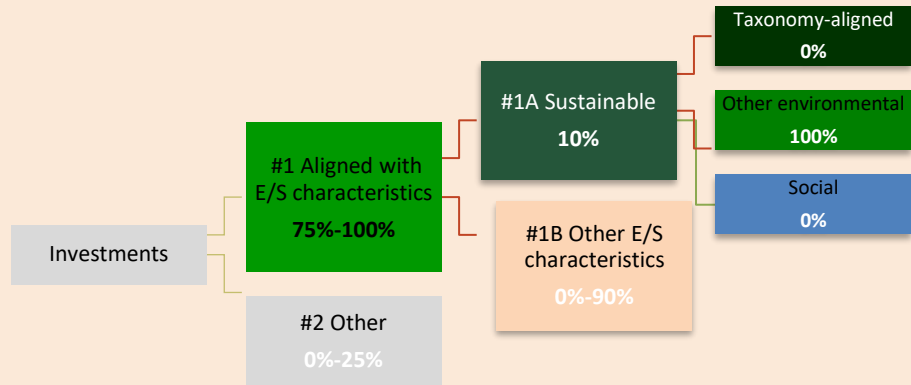 Investments
#1 Aligned with
E/S characteristics
75%-100%
#2 Other
0%-25%
#1A Sustainable
10%
#1B Other E/S
characteristics
0%-90%
Taxonomy-aligned
0%
Other environmental
100%
Social
0%